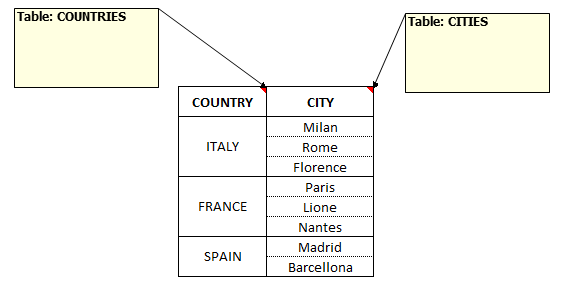 Table: COUNTRIES
Table: CITIES
COUNTRY CITY
ITALY
Milan
Rome
Florence
FRANCE
Paris
Lione
Nantes
SPAIN
Madrid
Barcellona